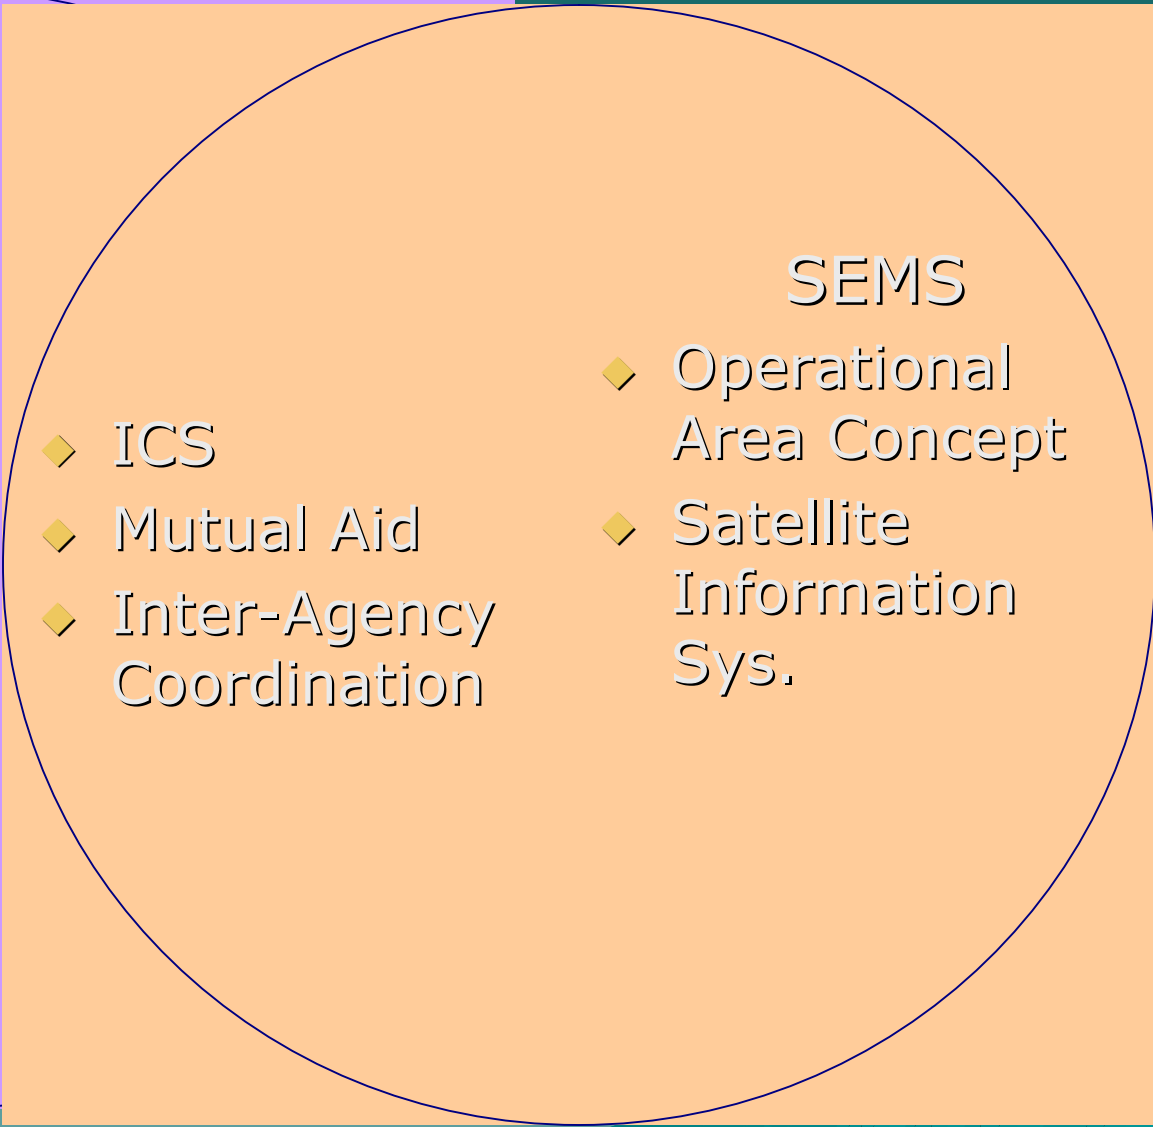 SEMS
ICS
Mutual Aid
Inter-Agency
Coordination
Operational
Area Concept
Satellite
Information
Sys.